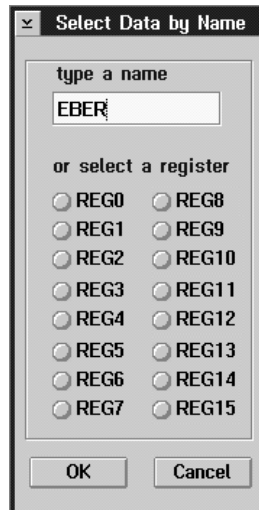 Select Data by Name
type a name
EBER
or select a register
REG0 REG8
REG1 REG9
REG2 REG10
REG3 REG11
REG4 REG12
REG5 REG13
REG6 REG14
REG7 REG15
OK Cancel